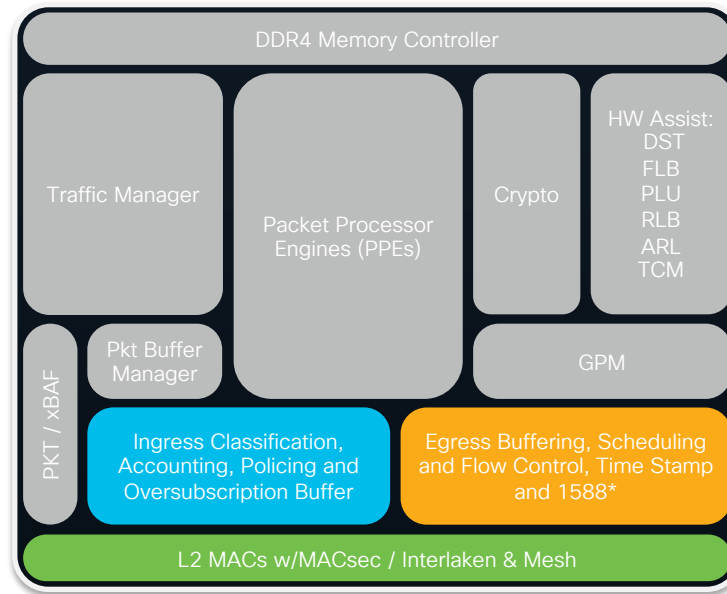 DDR4 Memory Controller
Traffic Manager
Packet Processor
Engines (PPEs)
Crypto
HW Assist:
DST
FLB
PLU
RLB
ARL
TCM
PKT / xBAF
Pkt Buffer
Manager
GPM
Ingress Classification,
Accounting, Policing and
Oversubscription Buffer
Egress Buffering, Scheduling
and Flow Control, Time Stamp
and 1588*
L2 MACs w/MACsec / Interlaken & Mesh